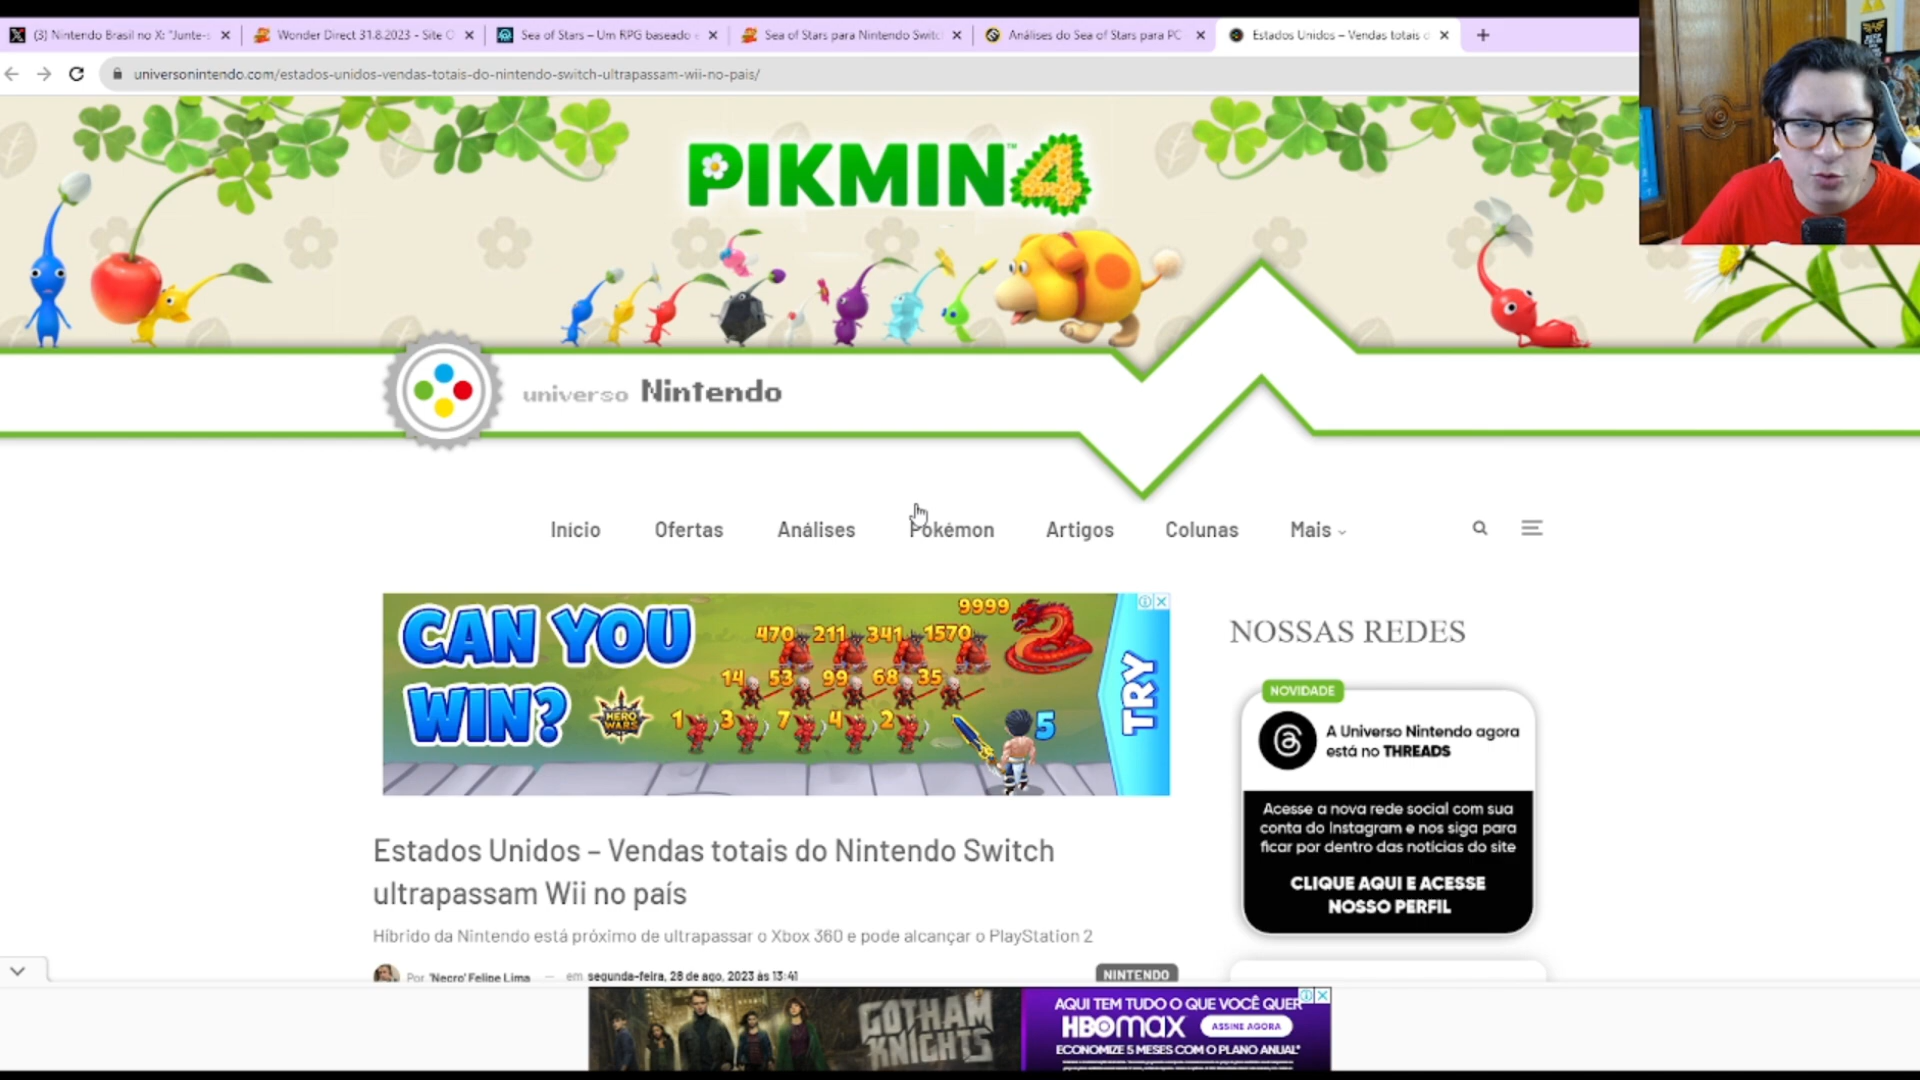 (3) Nintendo Brasil no X: "Junte-s
Wonder Direct 31.8.2023 - Site O
Sea of Stars – Um RPG baseado e
Sea of Stars para Nintendo Switc
Análises do Sea of Stars para PC
Estados Unidos – Vendas totais d
universonintendo.com/estados-unidos-vendas-totais-do-nintendo-switch-ultrapassam-wii-no-pais/
PIKMIN™ 4
universo Nintendo
Início Ofertas Análises Pokémon Artigos Colunas Mais
CAN YOU
WIN?
HERO
WARS
9999
470 211 341 1570
14 53 99 68 35
1 3 7 4 2
5
TRY
NOSSAS REDES
NOVIDADE
A Universo Nintendo agora
está no THREADS
Acesse a nova rede social com sua
conta do Instagram e nos siga para
ficar por dentro das notícias do site
CLIQUE AQUI E ACESSE
NOSSO PERFIL
Estados Unidos – Vendas totais do Nintendo Switch
ultrapassam Wii no país
Híbrido da Nintendo está próximo de ultrapassar o Xbox 360 e pode alcançar o PlayStation 2
Por 'Necro' Felipe Lima — em segunda-feira, 28 de ago, 2023 às 13:41
NINTENDO
GOTHAM
KNIGHTS
AQUI TEM TUDO O QUE VOCÊ QUER
HBOMAX
ASSINE AGORA
ECONOMIZE 5 MESES COM O PLANO ANUAL*